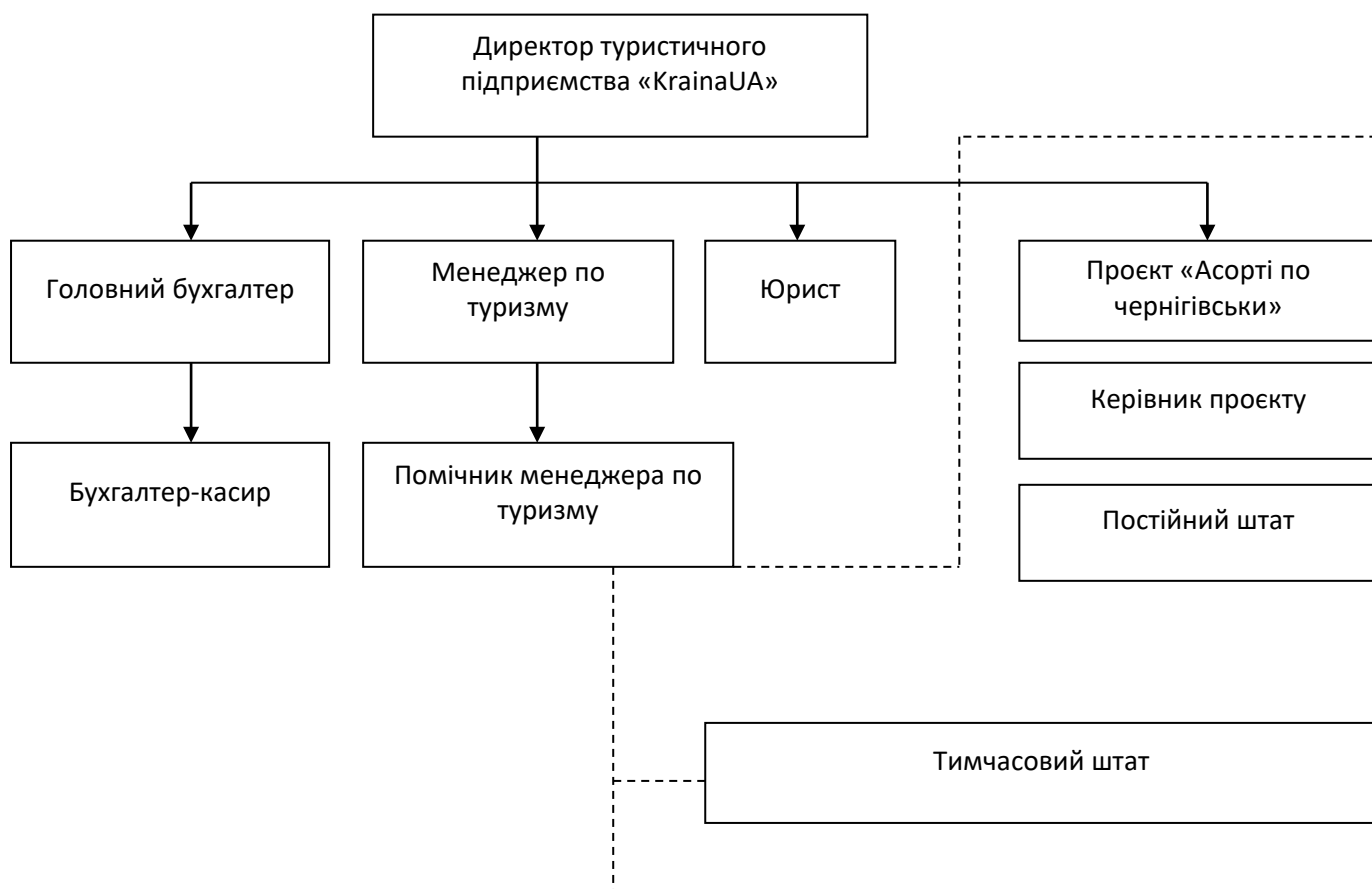 Директор туристичного
підприємства «KrainaUA»
Головний бухгалтер
Менеджер по
туризму
Юрист
Проєкт «Асорті по
чернігівськи»
Керівник проєкту
Бухгалтер-касир
Помічник менеджера по
туризму
Постійний штат
Тимчасовий штат